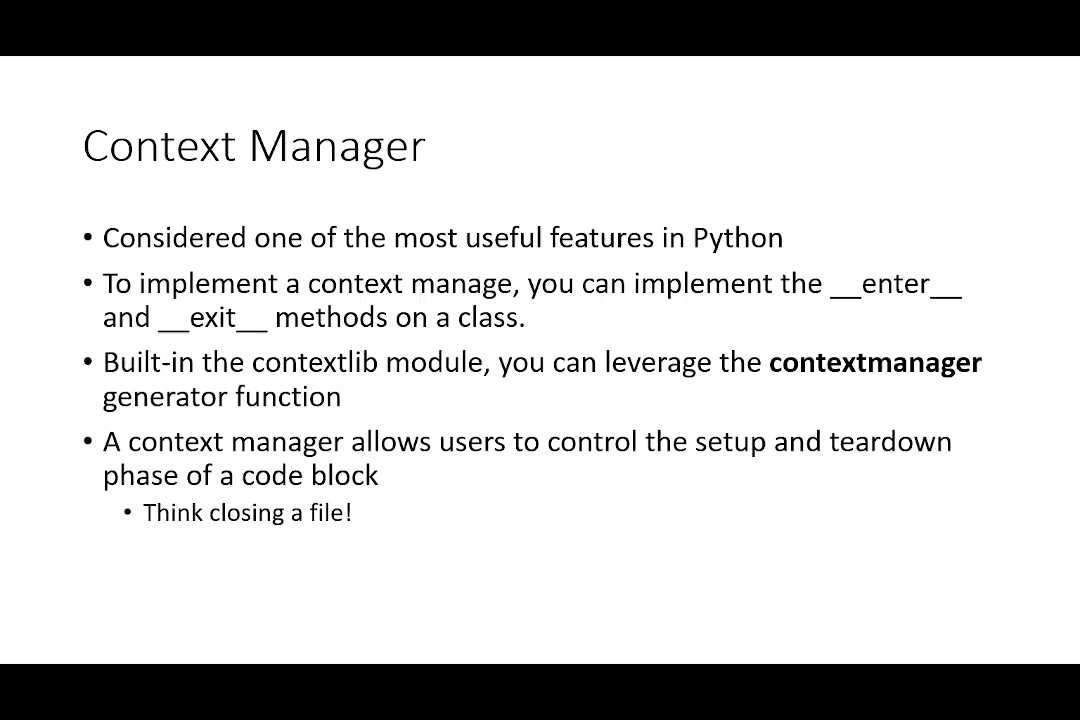 Context Manager
• Considered one of the most useful features in Python
• To implement a context manage, you can implement the __enter__
and __exit__ methods on a class.
• Built-in the contextlib module, you can leverage the contextmanager
generator function
• A context manager allows users to control the setup and teardown
phase of a code block
• Think closing a file!